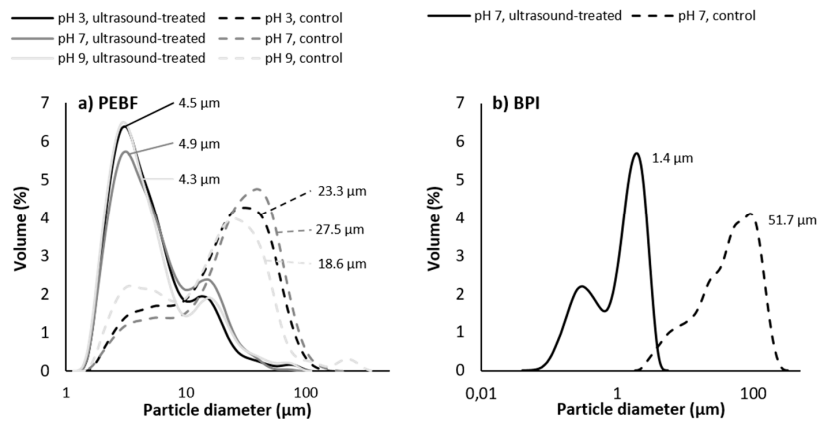 pH 3, ultrasound-treated pH 3, control
pH 7, ultrasound-treated pH 7, control
pH 9, ultrasound-treated pH 9, control
a) PEBF
7
6
5
4
3
2
1
0
Volume (%)
4.5 µm
4.9 µm
4.3 µm
23.3 µm
27.5 µm
18.6 µm
1 10 100
Particle diameter (µm)
pH 7, ultrasound-treated pH 7, control
b) BPI
7
6
5
4
3
2
1
0
Volume (%)
1.4 µm
51.7 µm
0,01 1 100
Particle diameter (µm)